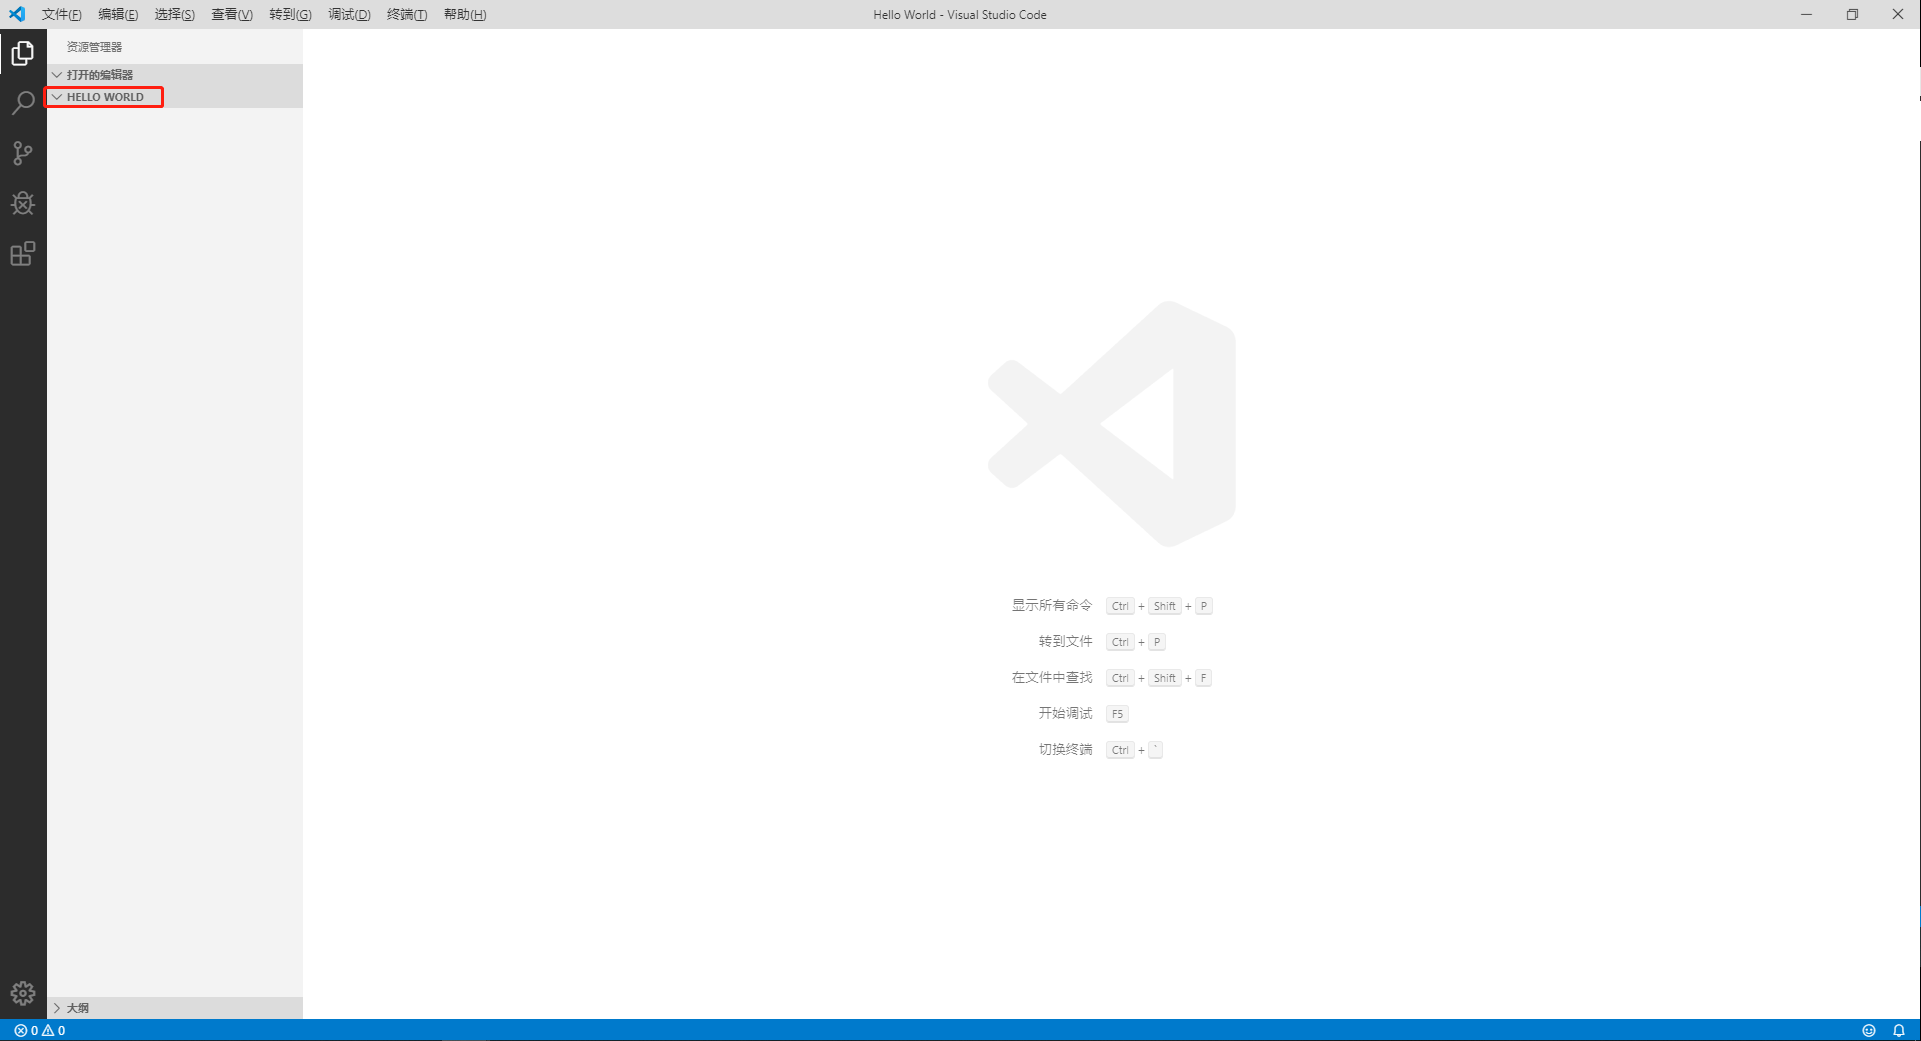 文件(F) 编辑(E) 选择(S) 查看(V) 转到(G) 调试(D) 终端(T) 帮助(H) Hello World - Visual Studio Code
资源管理器
打开的编辑器
HELLO WORLD
显示所有命令 Ctrl + Shift + P
转到文件 Ctrl + P
在文件中查找 Ctrl + Shift + F
开始调试 F5
切换终端 Ctrl + `
大纲
0 0